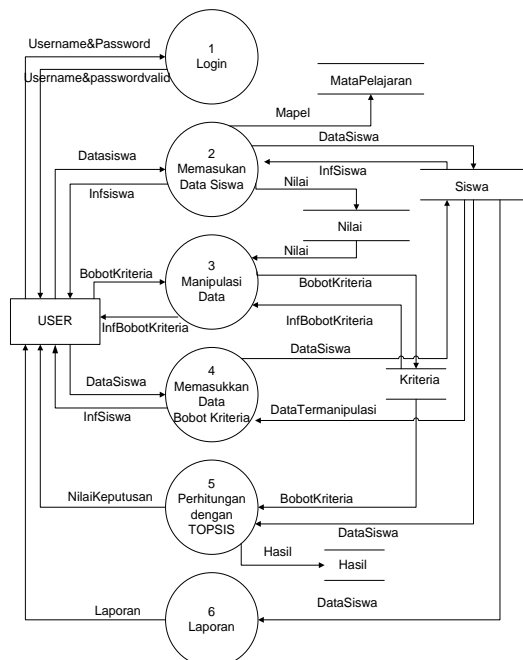 Username&Password
1
Login
Username&passwordvalid
MataPelajaran
Mapel
DataSiswa
Datasiswa
2
Memasukan
Data Siswa
InfSiswa
Siswa
Infsiswa
Nilai
Nilai
Nilai
BobotKriteria
3
Manipulasi
Data
BobotKriteria
USER
InfBobotKriteria
InfBobotKriteria
DataSiswa
4
Memasukkan
Data
Bobot Kriteria
DataSiswa
Kriteria
InfSiswa
DataTermanipulasi
NilaiKeputusan
5
Perhitungan
dengan
TOPSIS
BobotKriteria
DataSiswa
Hasil
Hasil
Laporan
6
Laporan
DataSiswa